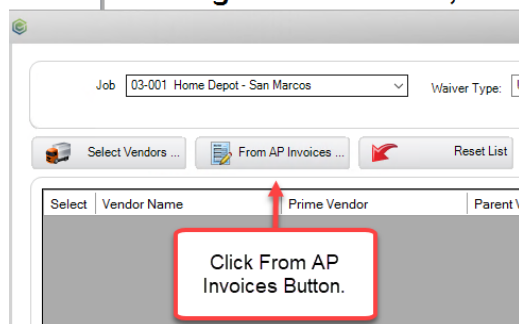 Job 03-001 Home Depot - San Marcos Waiver Type:
Select Vendors ... From AP Invoices ... Reset List
Select Vendor Name Prime Vendor Parent
Click From AP
Invoices Button.